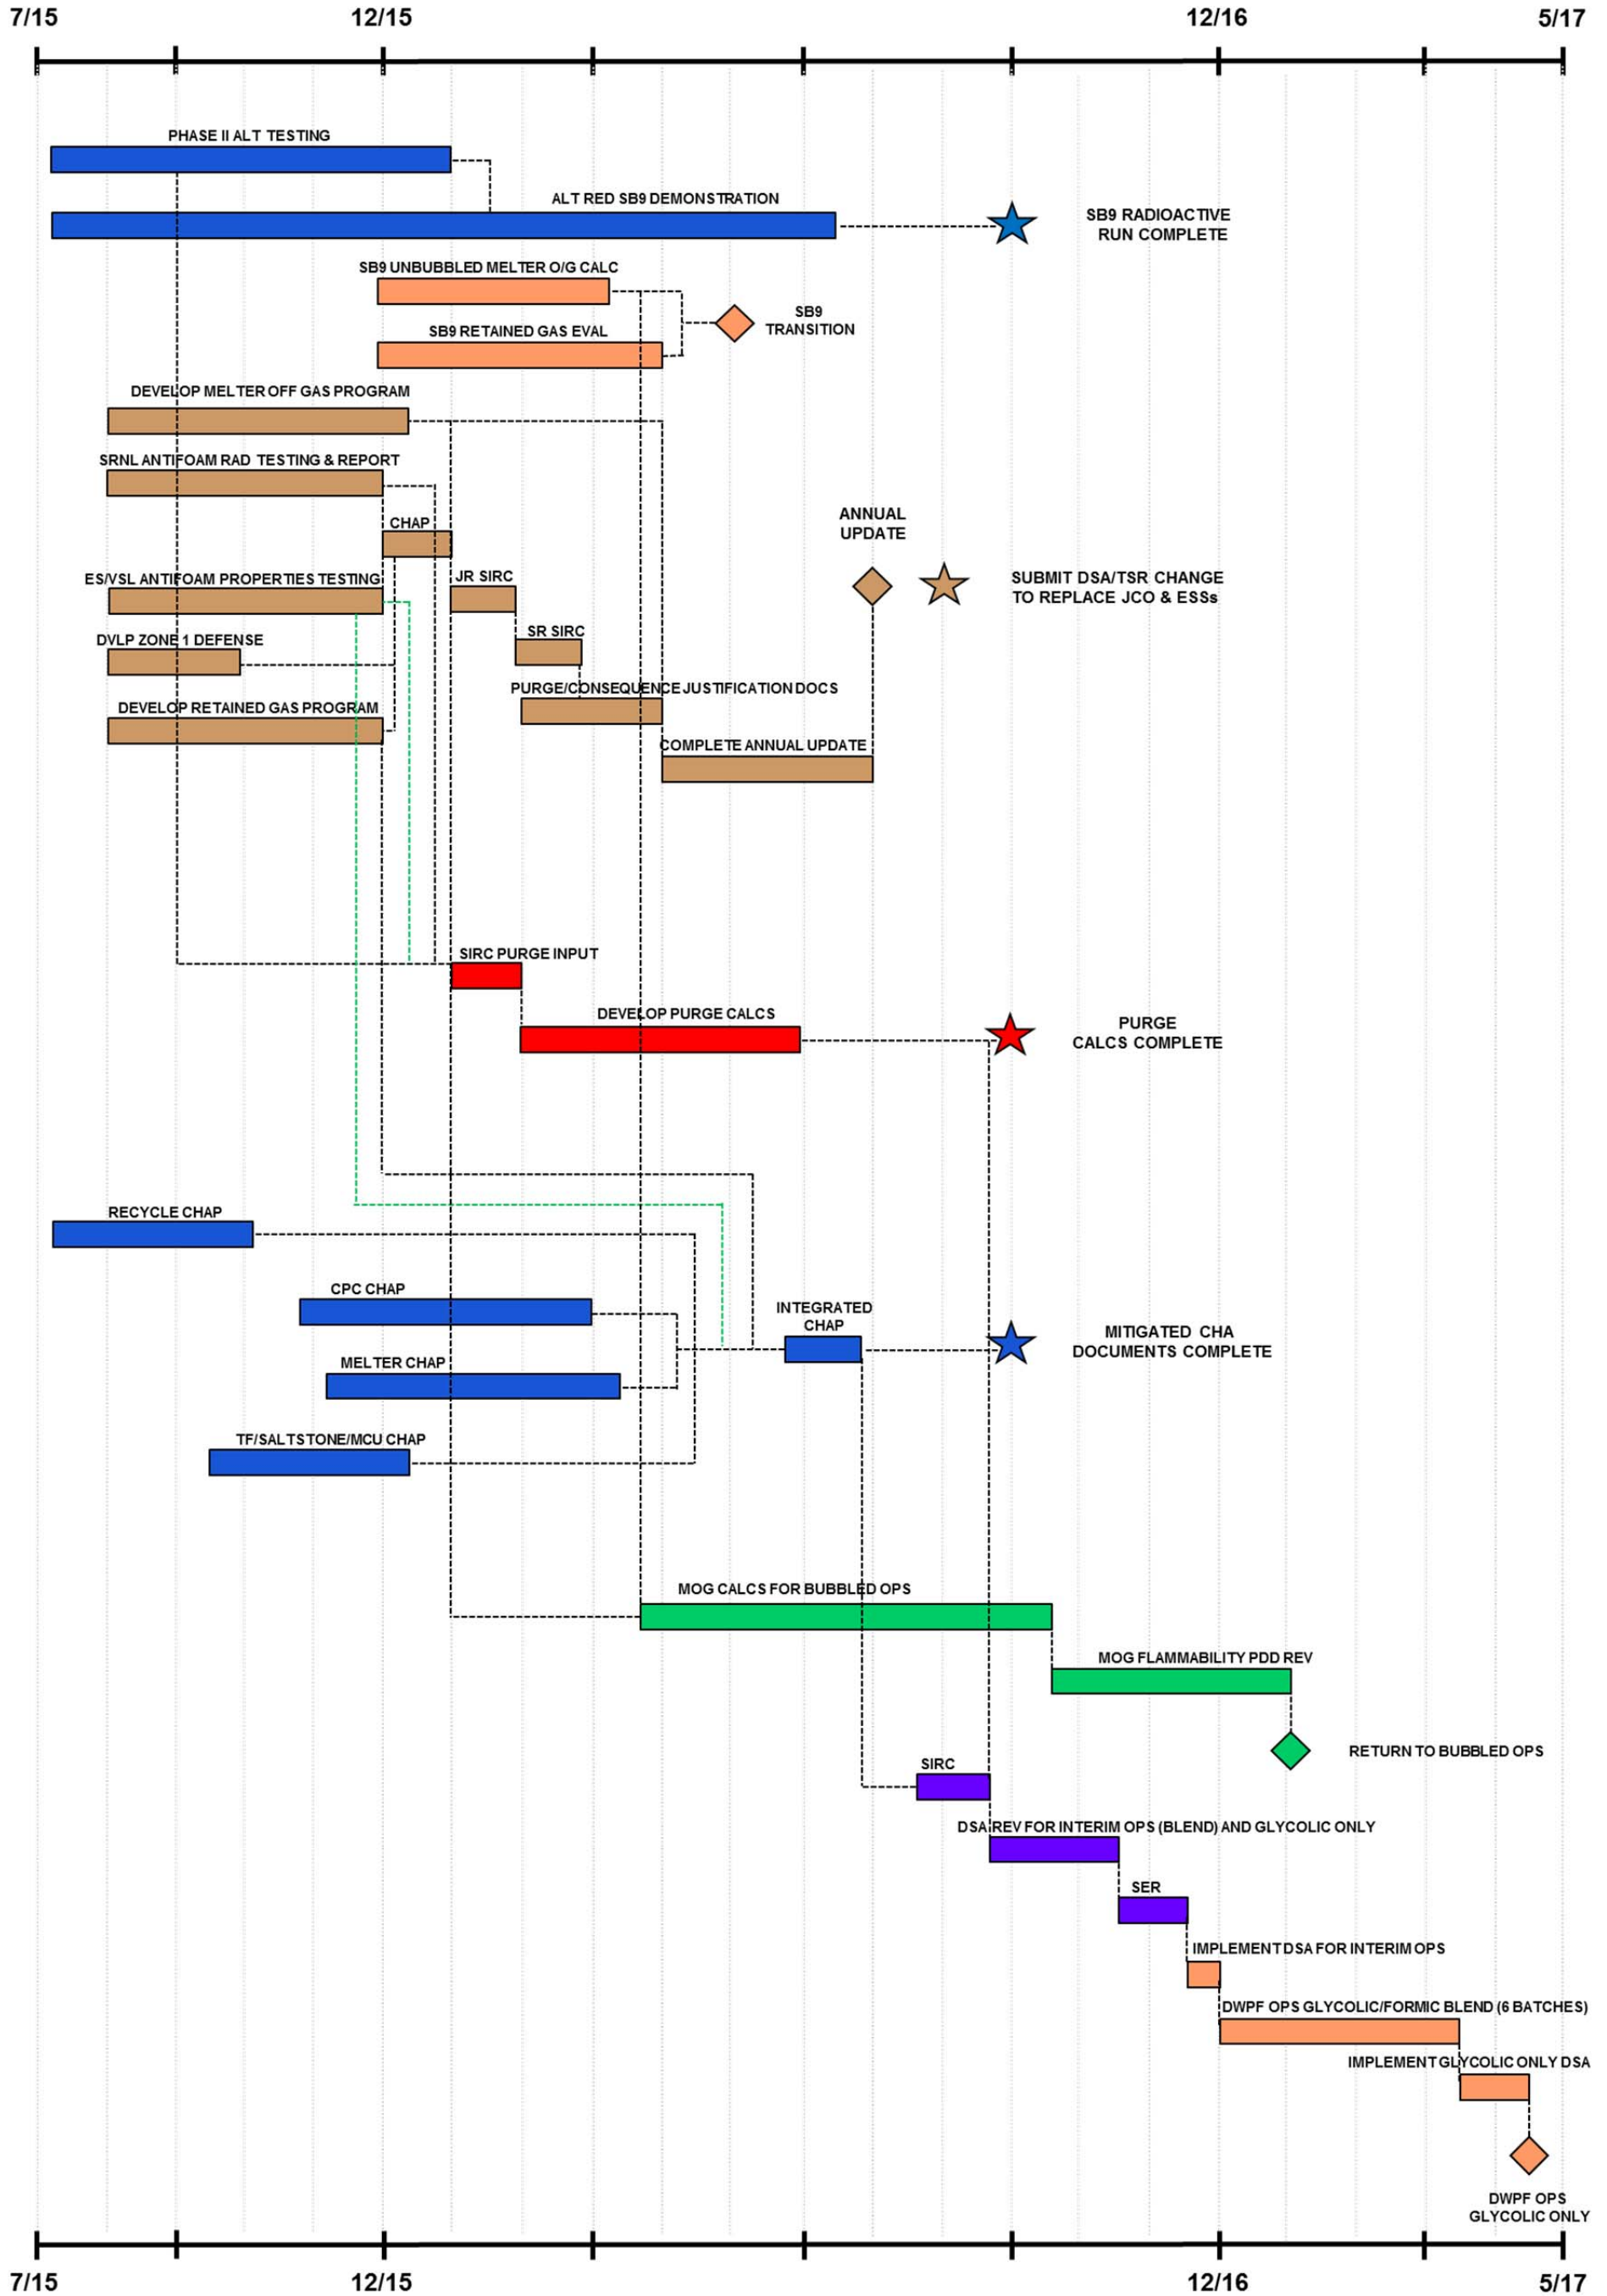 7/15 12/15 12/16 5/17
PHASE II ALT TESTING
ALT RED SB9 DEMONSTRATION
SB9 RADIOACTIVE
RUN COMPLETE
SB9 UNBUBBLED MELTER O/G CALC
SB9
TRANSITION
SB9 RETAINED GAS EVAL
DEVELOP MELTER OFF GAS PROGRAM
SRNL ANTIFOAM RAD TESTING & REPORT
ANNUAL
UPDATE
CHAP
ES/VSL ANTIFOAM PROPERTIES TESTING
JR SIRC
SUBMIT DSA/TSR CHANGE
TO REPLACE JCO & ESSs
DVLP ZONE 1 DEFENSE
SR SIRC
PURGE/CONSEQUENCE JUSTIFICATION DOCS
DEVELOP RETAINED GAS PROGRAM
COMPLETE ANNUAL UPDATE
SIRC PURGE INPUT
DEVELOP PURGE CALCS
PURGE
CALCS COMPLETE
RECYCLE CHAP
CPC CHAP
INTEGRATED
CHAP
MITIGATED CHA
DOCUMENTS COMPLETE
MELTER CHAP
TF/SALTSTONE/MCU CHAP
MOG CALCS FOR BUBBLED OPS
MOG FLAMMABILITY PDD REV
RETURN TO BUBBLED OPS
SIRC
DSA REV FOR INTERIM OPS (BLEND) AND GLYCOLIC ONLY
SER
IMPLEMENT DSA FOR INTERIM OPS
DWPF OPS GLYCOLIC/FORMIC BLEND (6 BATCHES)
IMPLEMENT GLYCOLIC ONLY DSA
DWPF OPS
GLYCOLIC ONLY
7/15 12/15 12/16 5/17